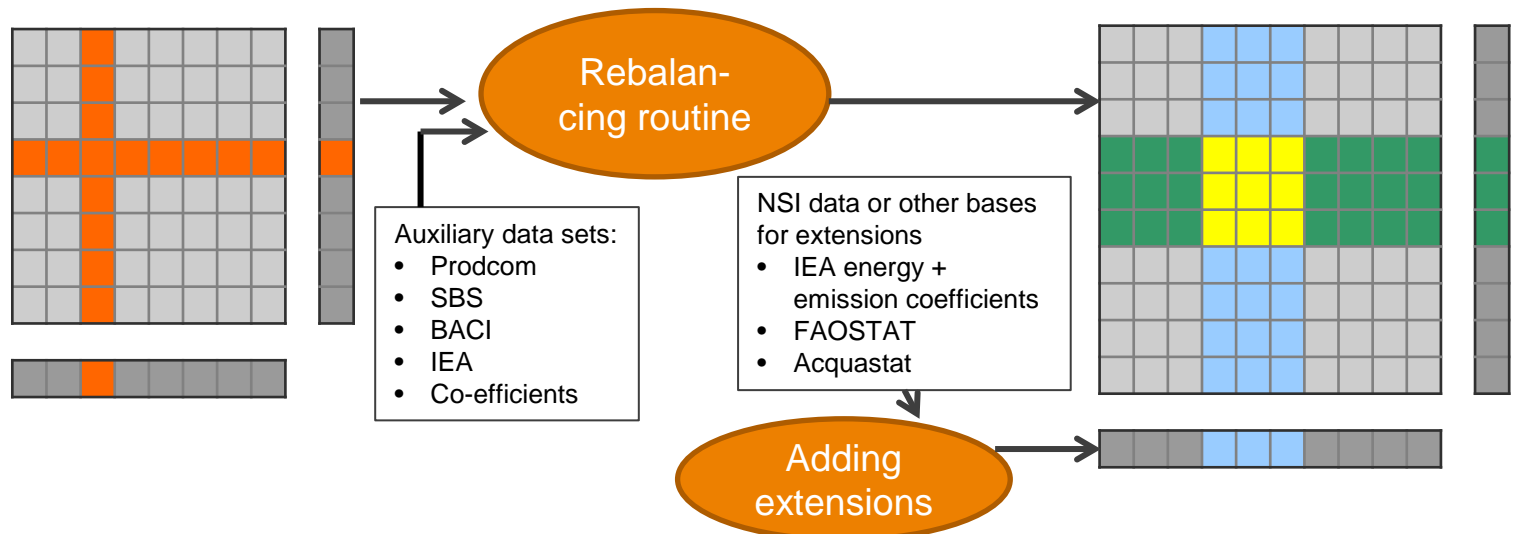 Rebalan-
cing routine
Auxiliary data sets:
• Prodcom
• SBS
• BACI
• IEA
• Co-efficients
NSI data or other bases
for extensions
• IEA energy +
emission coefficients
• FAOSTAT
• Acquastat
Adding
extensions